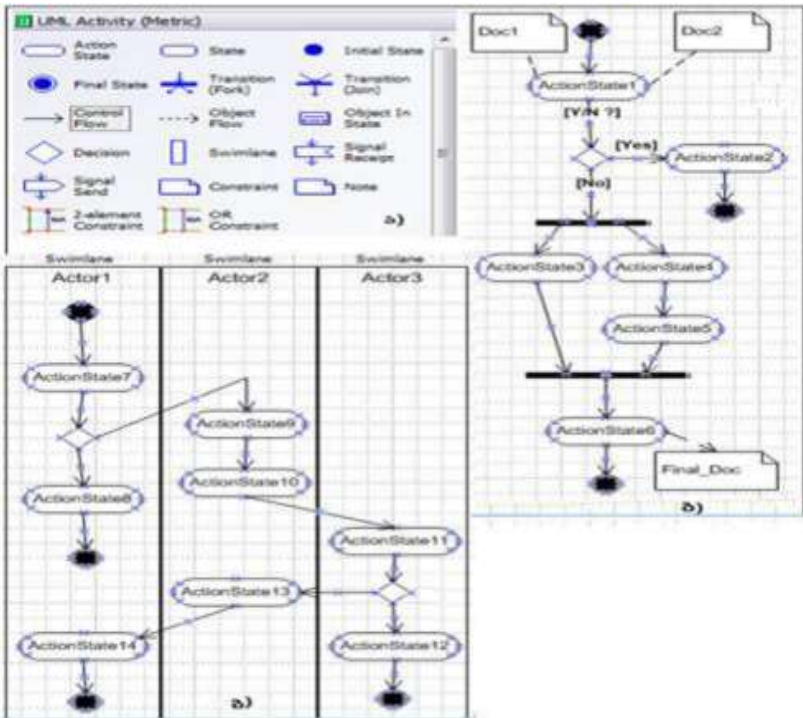 UML Activity (Metric)
Action State
State
Initial State
Final State
Transition (Fork)
Transition (Join)
Control Flow
Object Flow
Object In State
Decision
Swimlane
Signal Receipt
Signal Send
Constraint
Note
2-element Constraint
OR Constraint
Doc1
Doc2
ActionState1
[Y/N ?]
[Yes]
ActionState2
[No]
ActionState3
ActionState4
ActionState5
ActionState6
Final_Doc
Swimlane
Swimlane
Swimlane
Actor1
Actor2
Actor3
ActionState7
ActionState9
ActionState8
ActionState10
ActionState11
ActionState13
ActionState14
ActionState12